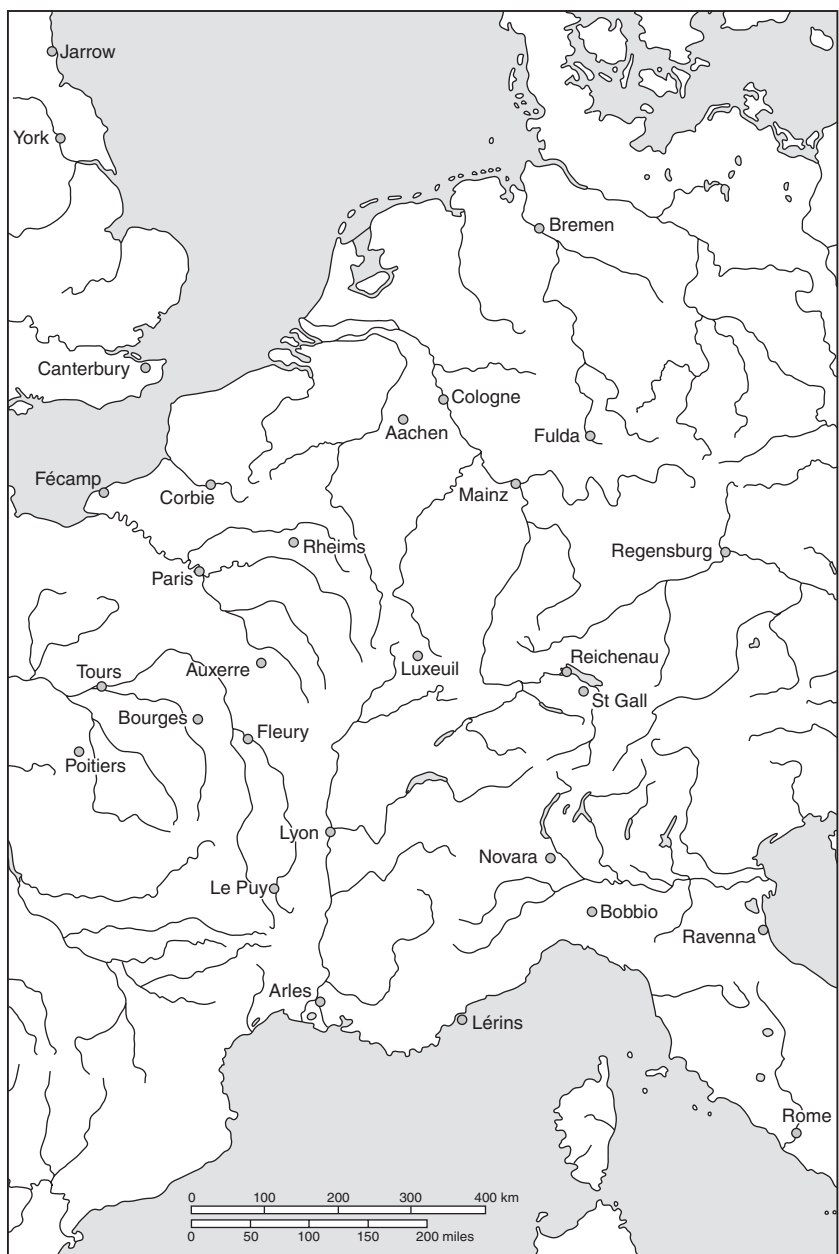 Jarrow
York
Bremen
Canterbury
Cologne
Aachen
Fulda
Fécamp
Corbie
Mainz
Rheims
Regensburg
Paris
Reichenau
Auxerre
Luxeuil
Tours
St Gall
Bourges
Fleury
Poitiers
Lyon
Novara
Le Puy
Bobbio
Ravenna
Arles
Lérins
Rome
0 100 200 300 400 km
0 50 100 150 200 miles